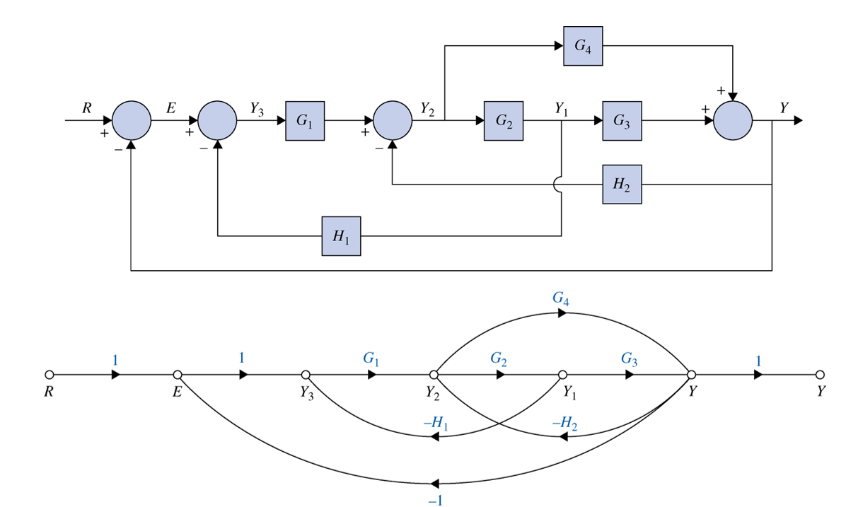 G4
R E Y3 G1 Y2 G2 Y1 G3 Y
+ − + − + − + +
H2
H1
G4
1 1 G1 G2 G3 1
R E Y3 Y2 Y1 Y Y
–H1 –H2
–1